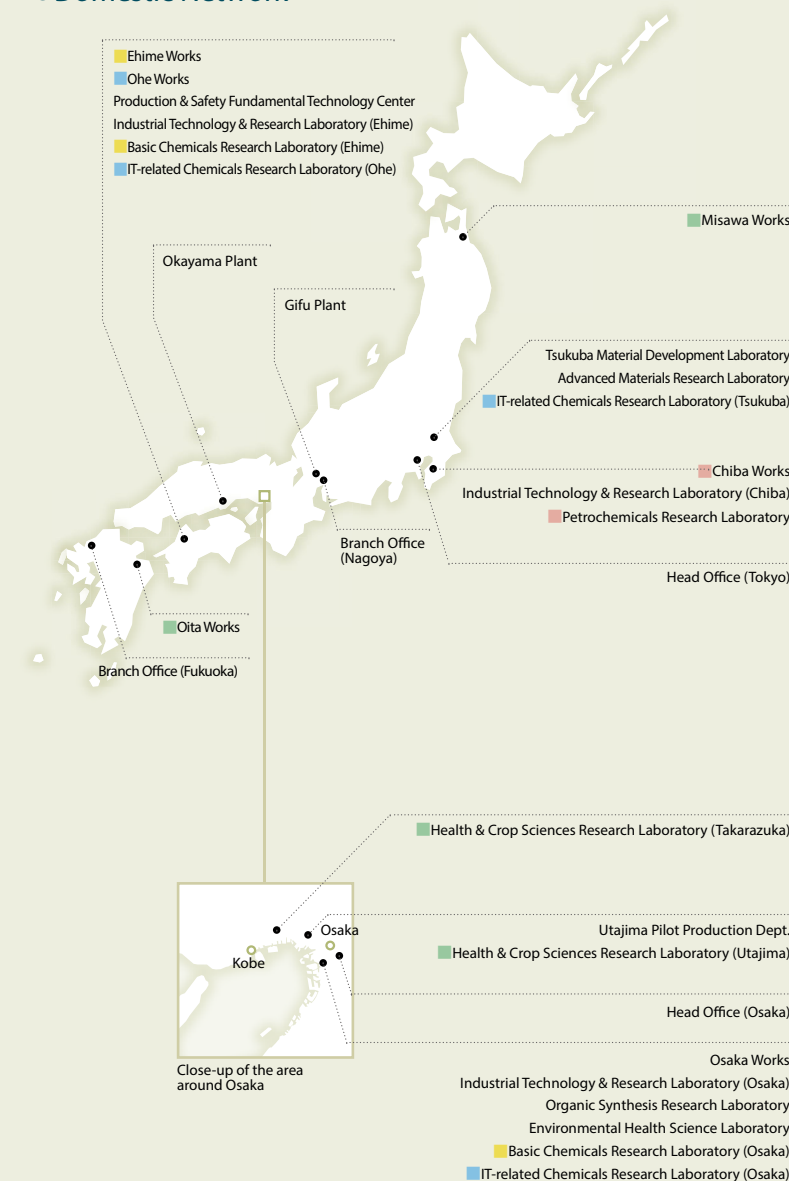 Domestic Network
Ehime Works
Ohe Works
Production & Safety Fundamental Technology Center
Industrial Technology & Research Laboratory (Ehime)
Basic Chemicals Research Laboratory (Ehime)
IT-related Chemicals Research Laboratory (Ohe)
Misawa Works
Okayama Plant
Gifu Plant
Tsukuba Material Development Laboratory
Advanced Materials Research Laboratory
IT-related Chemicals Research Laboratory (Tsukuba)
Chiba Works
Industrial Technology & Research Laboratory (Chiba)
Petrochemicals Research Laboratory
Branch Office
(Nagoya)
Head Office (Tokyo)
Oita Works
Branch Office (Fukuoka)
Health & Crop Sciences Research Laboratory (Takarazuka)
Osaka
Kobe
Utajima Pilot Production Dept.
Health & Crop Sciences Research Laboratory (Utajima)
Head Office (Osaka)
Close-up of the area
around Osaka
Osaka Works
Industrial Technology & Research Laboratory (Osaka)
Organic Synthesis Research Laboratory
Environmental Health Science Laboratory
Basic Chemicals Research Laboratory (Osaka)
IT-related Chemicals Research Laboratory (Osaka)